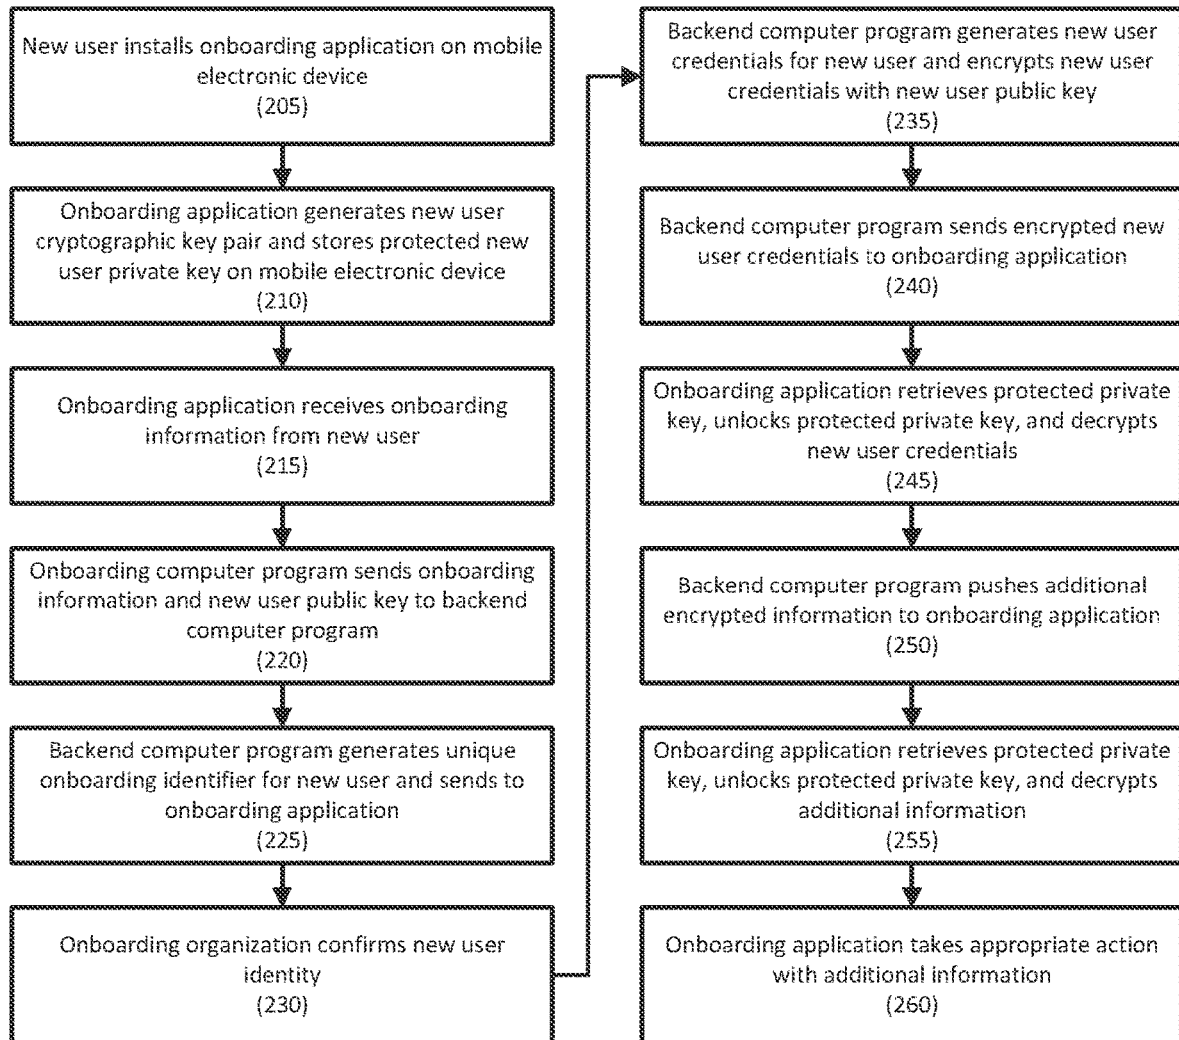 New user installs onboarding application on mobile
electronic device
(205)
Onboarding application generates new user
cryptographic key pair and stores protected new
user private key on mobile electronic device
(210)
Onboarding application receives onboarding
information from new user
(215)
Onboarding computer program sends onboarding
information and new user public key to backend
computer program
(220)
Backend computer program generates unique
onboarding identifier for new user and sends to
onboarding application
(225)
Onboarding organization confirms new user
identity
(230)
Backend computer program generates new user
credentials for new user and encrypts new user
credentials with new user public key
(235)
Backend computer program sends encrypted new
user credentials to onboarding application
(240)
Onboarding application retrieves protected private
key, unlocks protected private key, and decrypts
new user credentials
(245)
Backend computer program pushes additional
encrypted information to onboarding application
(250)
Onboarding application retrieves protected private
key, unlocks protected private key, and decrypts
additional information
(255)
Onboarding application takes appropriate action
with additional information
(260)